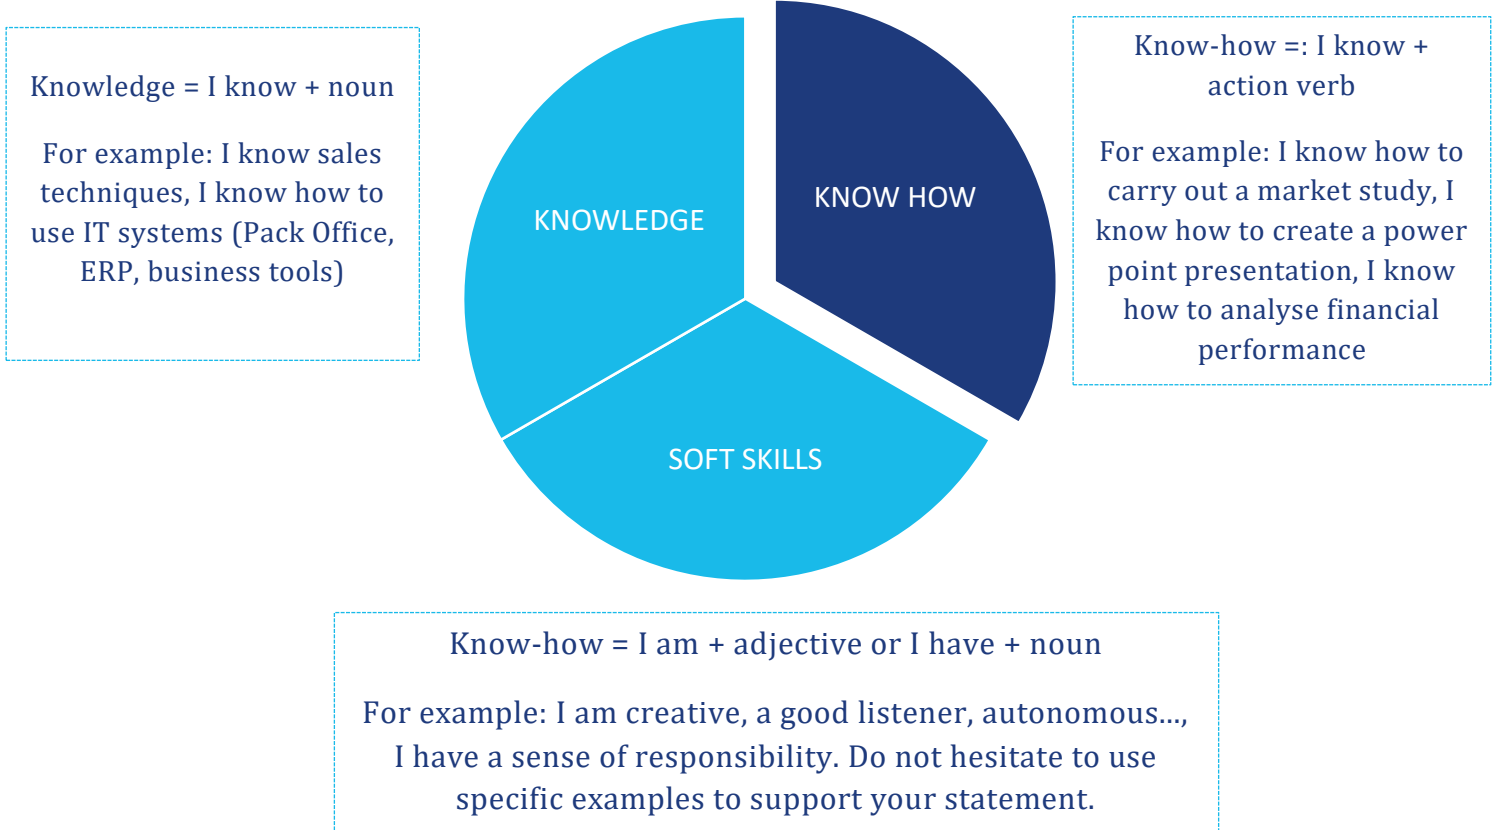 Knowledge = I know + noun
For example: I know sales
techniques, I know how to
use IT systems (Pack Office,
ERP, business tools)
KNOWLEDGE
KNOW HOW
SOFT SKILLS
Know-how =: I know +
action verb
For example: I know how to
carry out a market study, I
know how to create a power
point presentation, I know
how to analyse financial
performance
Know-how = I am + adjective or I have + noun
For example: I am creative, a good listener, autonomous...,
I have a sense of responsibility. Do not hesitate to use
specific examples to support your statement.